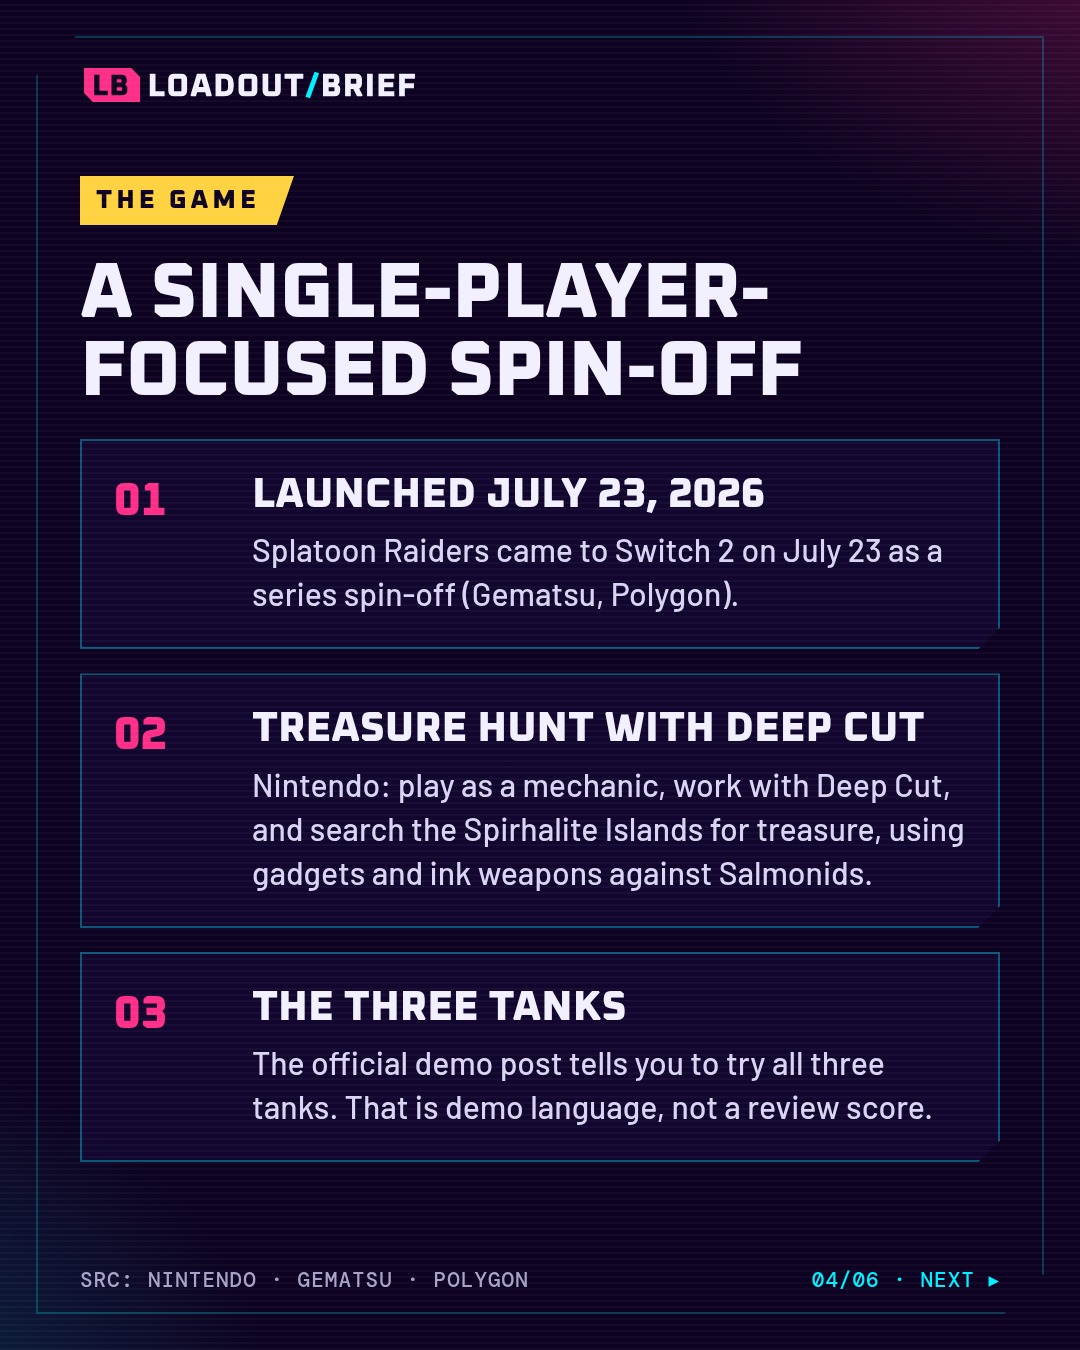 LB LOADOUT/BRIEF
THE GAME
A SINGLE-PLAYER-
FOCUSED SPIN-OFF
01
LAUNCHED JULY 23, 2026
Splatoon Raiders came to Switch 2 on July 23 as a
series spin-off (Gematsu, Polygon).
02
TREASURE HUNT WITH DEEP CUT
Nintendo: play as a mechanic, work with Deep Cut,
and search the Spirhalite Islands for treasure, using
gadgets and ink weapons against Salmonids.
03
THE THREE TANKS
The official demo post tells you to try all three
tanks. That is demo language, not a review score.
SRC: NINTENDO · GEMATSU · POLYGON
04/06 · NEXT ▸